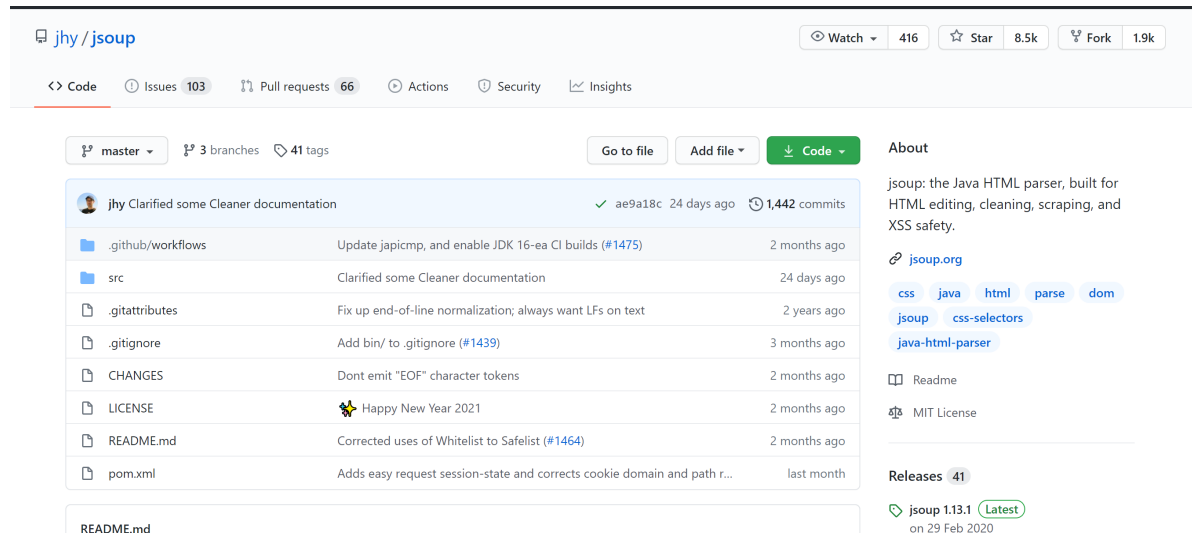 jhy / jsoup
Watch 416
Star 8.5k
Fork 1.9k
Code
Issues 103
Pull requests 66
Actions
Security
Insights
master
3 branches
41 tags
Go to file
Add file
Code
jhy Clarified some Cleaner documentation ae9a18c 24 days ago 1,442 commits
.github/workflows Update japicmp, and enable JDK 16-ea CI builds (#1475) 2 months ago
src Clarified some Cleaner documentation 24 days ago
.gitattributes Fix up end-of-line normalization; always want LFs on text 2 years ago
.gitignore Add bin/ to .gitignore (#1439) 3 months ago
CHANGES Dont emit "EOF" character tokens 2 months ago
LICENSE ✨ Happy New Year 2021 2 months ago
README.md Corrected uses of Whitelist to Safelist (#1464) 2 months ago
pom.xml Adds easy request session-state and corrects cookie domain and path r... last month
README.md
About
jsoup: the Java HTML parser, built for
HTML editing, cleaning, scraping, and
XSS safety.
jsoup.org
css java html parse dom
jsoup css-selectors
java-html-parser
Readme
MIT License
Releases 41
jsoup 1.13.1 Latest
on 29 Feb 2020